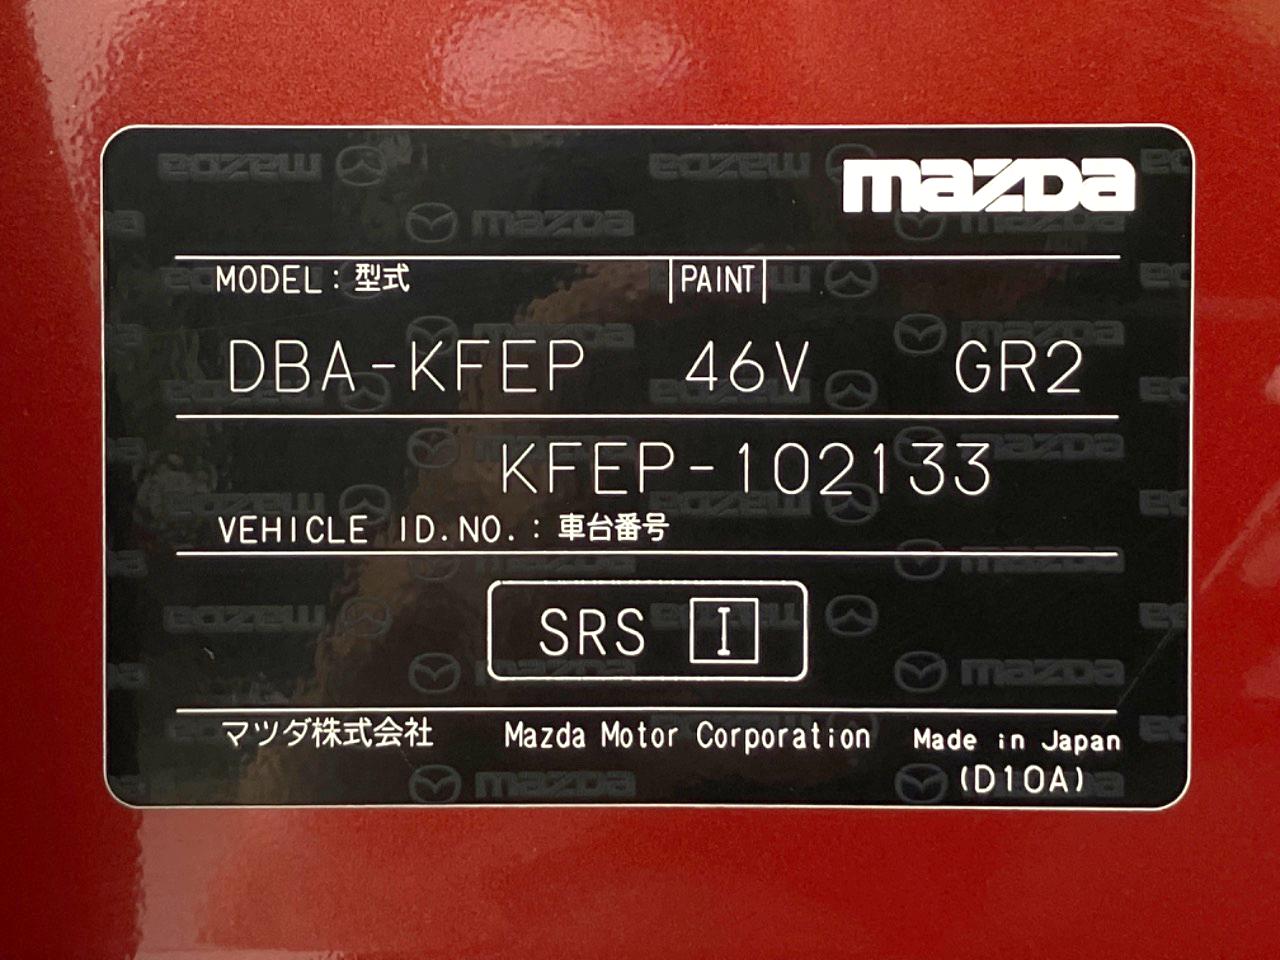 mazda
MODEL : 型式 PAINT
DBA-KFEP 46V GR2
KFEP-102133
VEHICLE ID.NO. : 車台番号
SRS I
マツダ株式会社 Mazda Motor Corporation Made in Japan
(D10A)